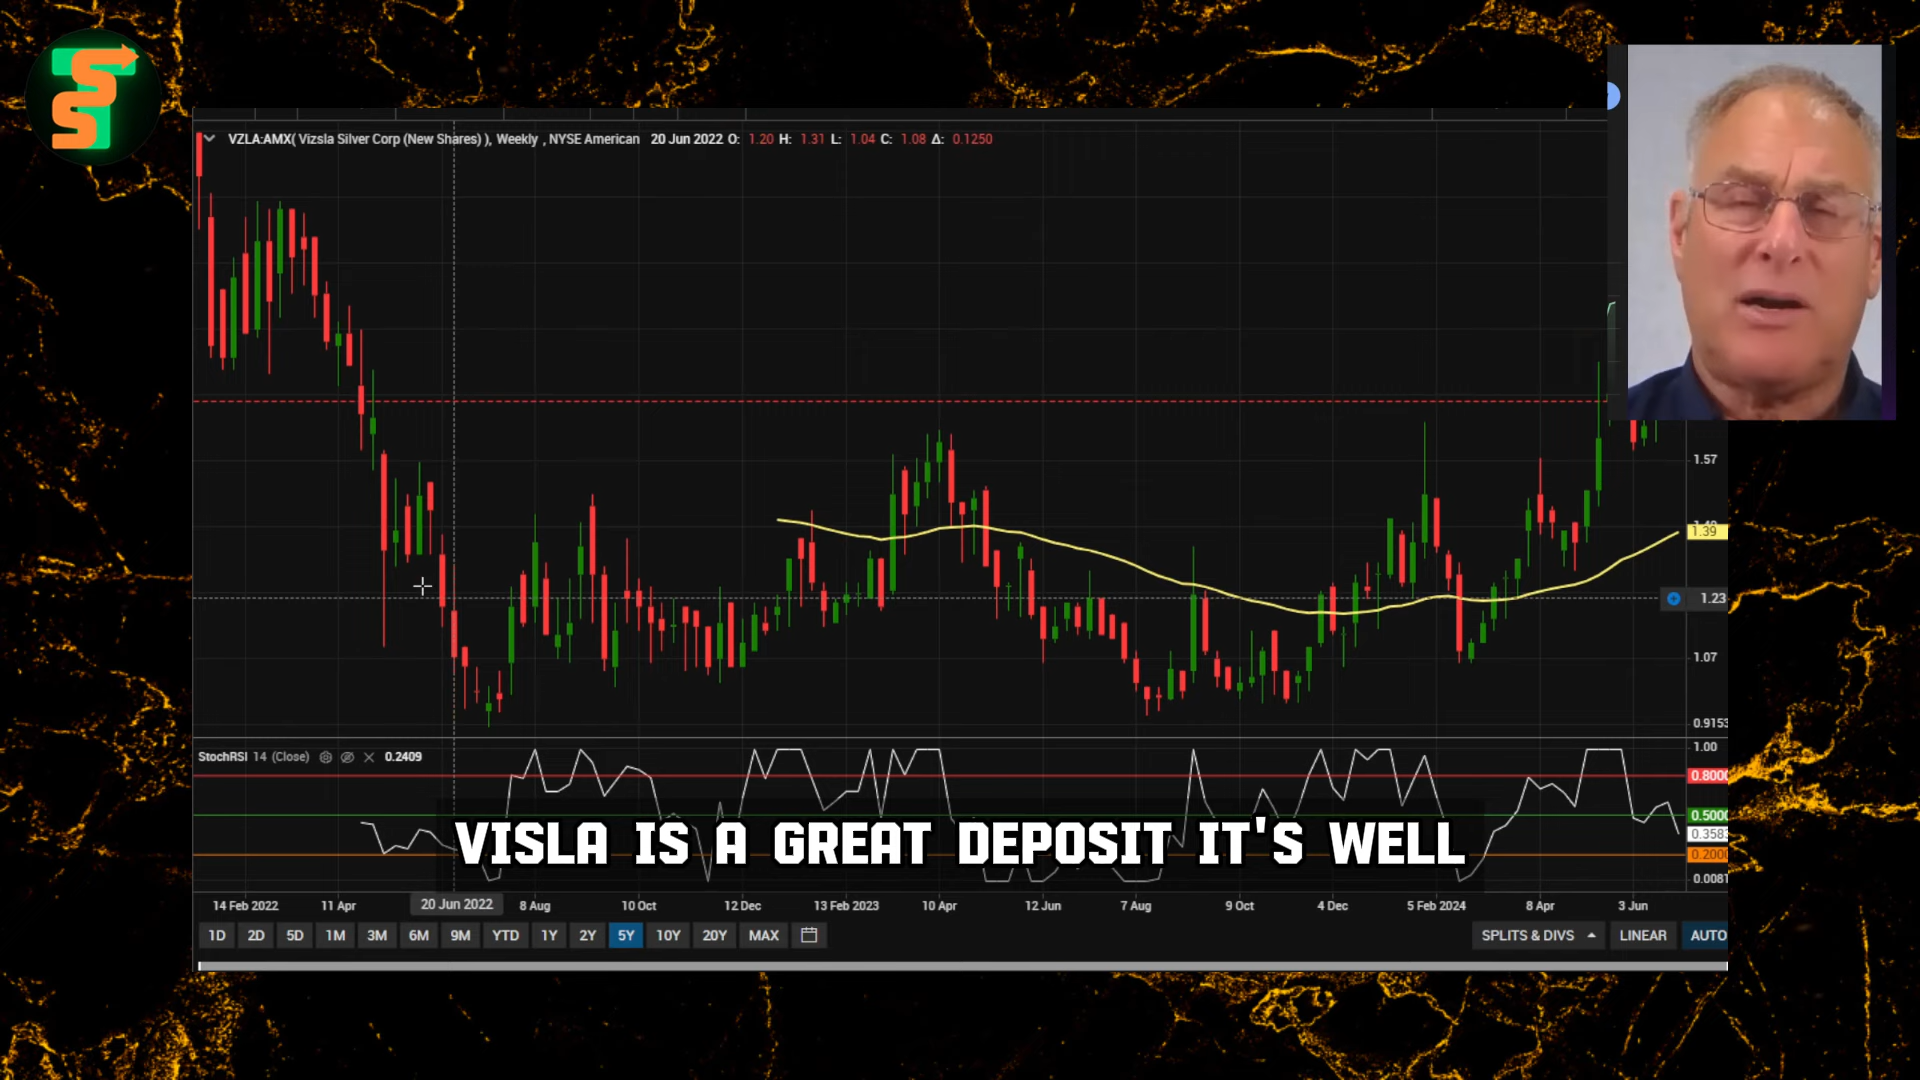 VZLA:AMX( Vizsla Silver Corp (New Shares) ), Weekly , NYSE American 20 Jun 2022 O: 1.20 H: 1.31 L: 1.04 C: 1.08 Δ: 0.1250
1.57
1.39
1.23
1.07
0.9153
StochRSI 14 (Close) 0.2409
1.00
0.8000
0.5000
0.3583
0.2000
0.0081
VISLA IS A GREAT DEPOSIT IT'S WELL
14 Feb 2022 11 Apr 20 Jun 2022 8 Aug 10 Oct 12 Dec 13 Feb 2023 10 Apr 12 Jun 7 Aug 9 Oct 4 Dec 5 Feb 2024 8 Apr 3 Jun
1D 2D 5D 1M 3M 6M 9M YTD 1Y 2Y 5Y 10Y 20Y MAX SPLITS & DIVS LINEAR AUTO